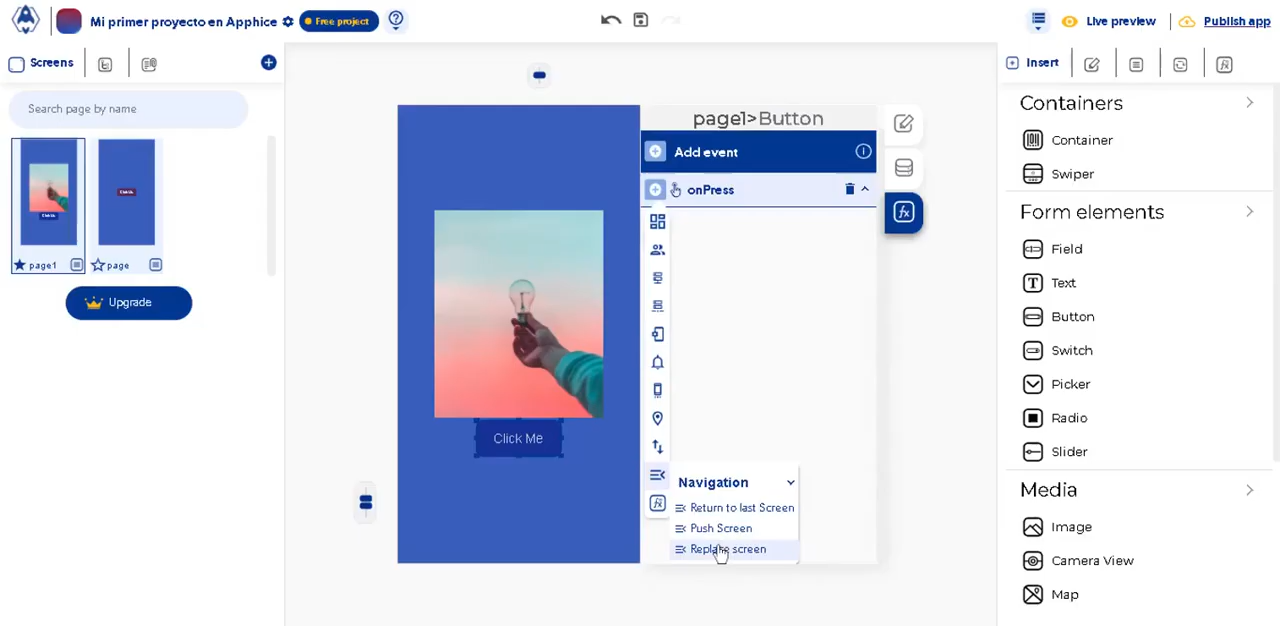 Mi primer proyecto en Apphice
Free project
Live preview
Publish app
Screens
Search page by name
page1
page
Upgrade
Click Me
page1>Button
Add event
onPress
Navigation
Return to last Screen
Push Screen
Replace screen
Insert
Containers
Container
Swiper
Form elements
Field
Text
Button
Switch
Picker
Radio
Slider
Media
Image
Camera View
Map